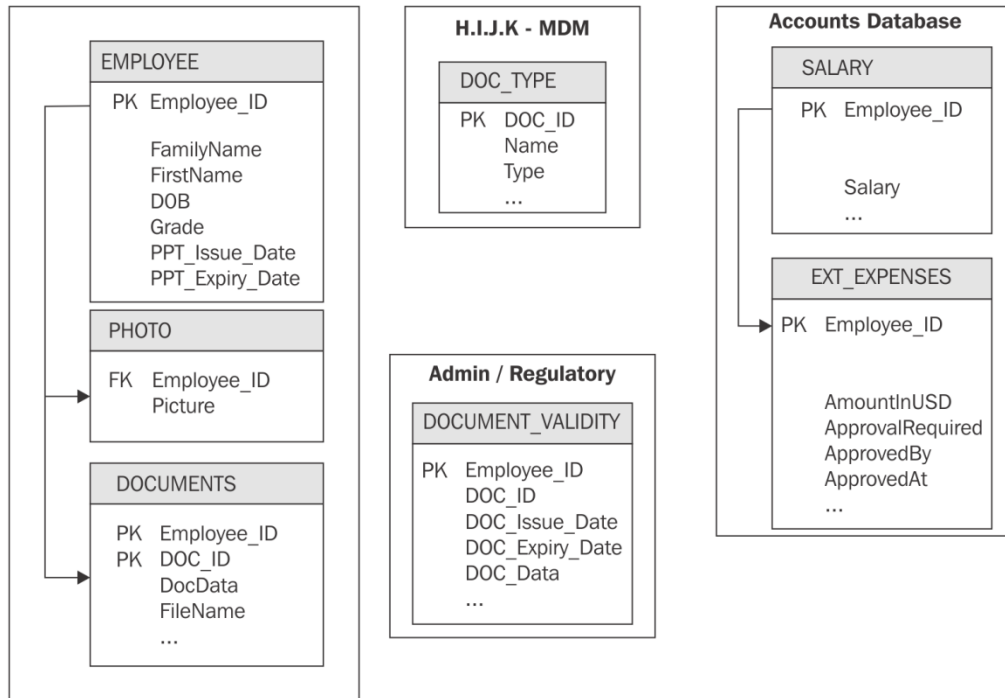 EMPLOYEE
PK Employee_ID
FamilyName
FirstName
D0B
Grade
PPT_Issue_Date
PPT_Expiry_Date
PHOTO
FK Employee_ID
Picture
DOCUMENTS
PK Employee_ID
PK DOC_ID
DocData
FileName
...
H.I.J.K - MDM
DOC_TYPE
PK DOC_ID
Name
Type
...
Admin / Regulatory
DOCUMENT_VALIDITY
PK Employee_ID
DOC_ID
DOC_Issue_Date
DOC_Expiry_Date
DOC_Data
...
Accounts Database
SALARY
PK Employee_ID
Salary
...
EXT_EXPENSES
PK Employee_ID
AmountInUSD
ApprovalRequired
ApprovedBy
ApprovedAt
...